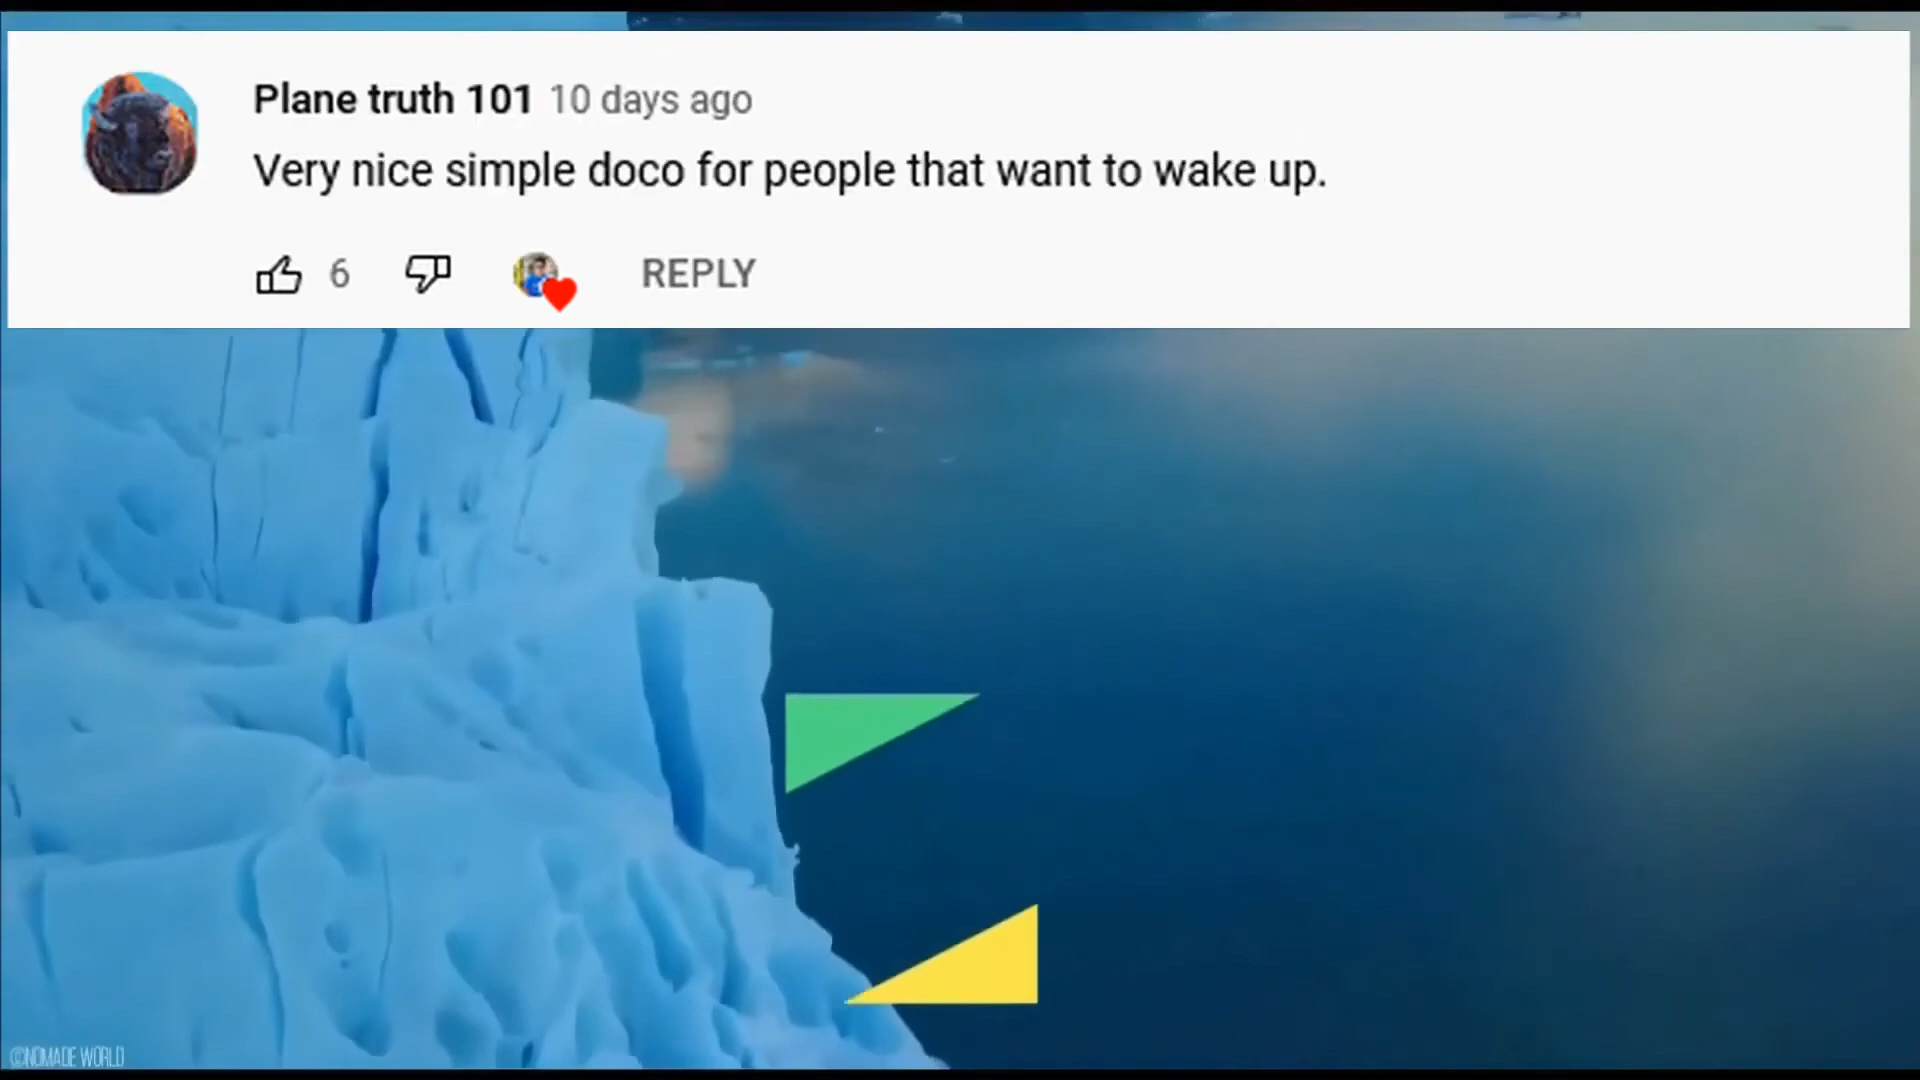 Plane truth 101 10 days ago
Very nice simple doco for people that want to wake up.
6 REPLY
©NOMADE WORLD